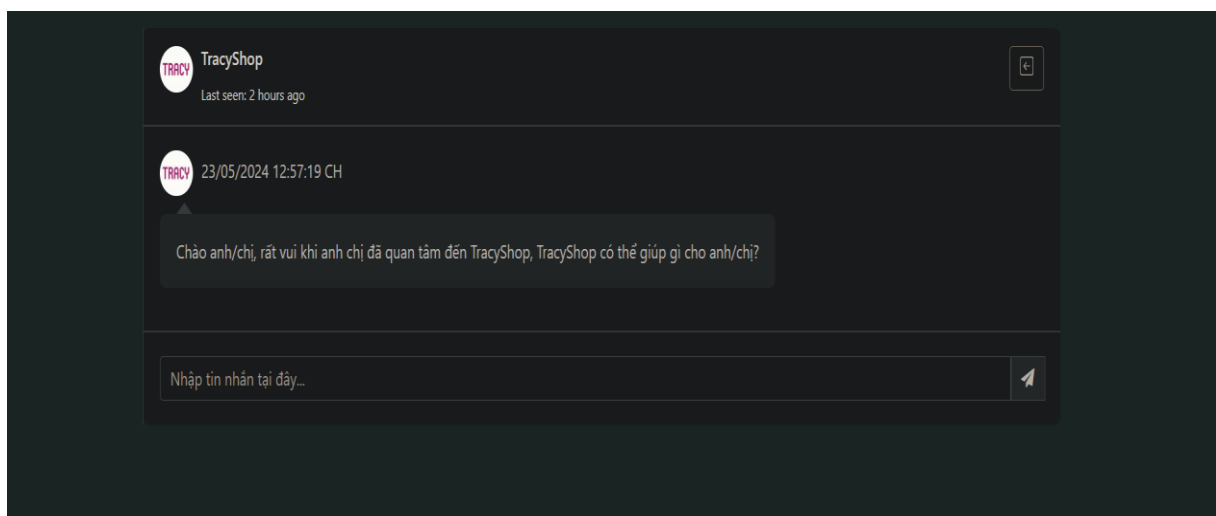 TRACY
TracyShop
Last seen: 2 hours ago
TRACY
23/05/2024 12:57:19 CH
Chào anh/chị, rất vui khi anh chị đã quan tâm đến TracyShop, TracyShop có thể giúp gì cho anh/chị?
Nhập tin nhắn tại đây...